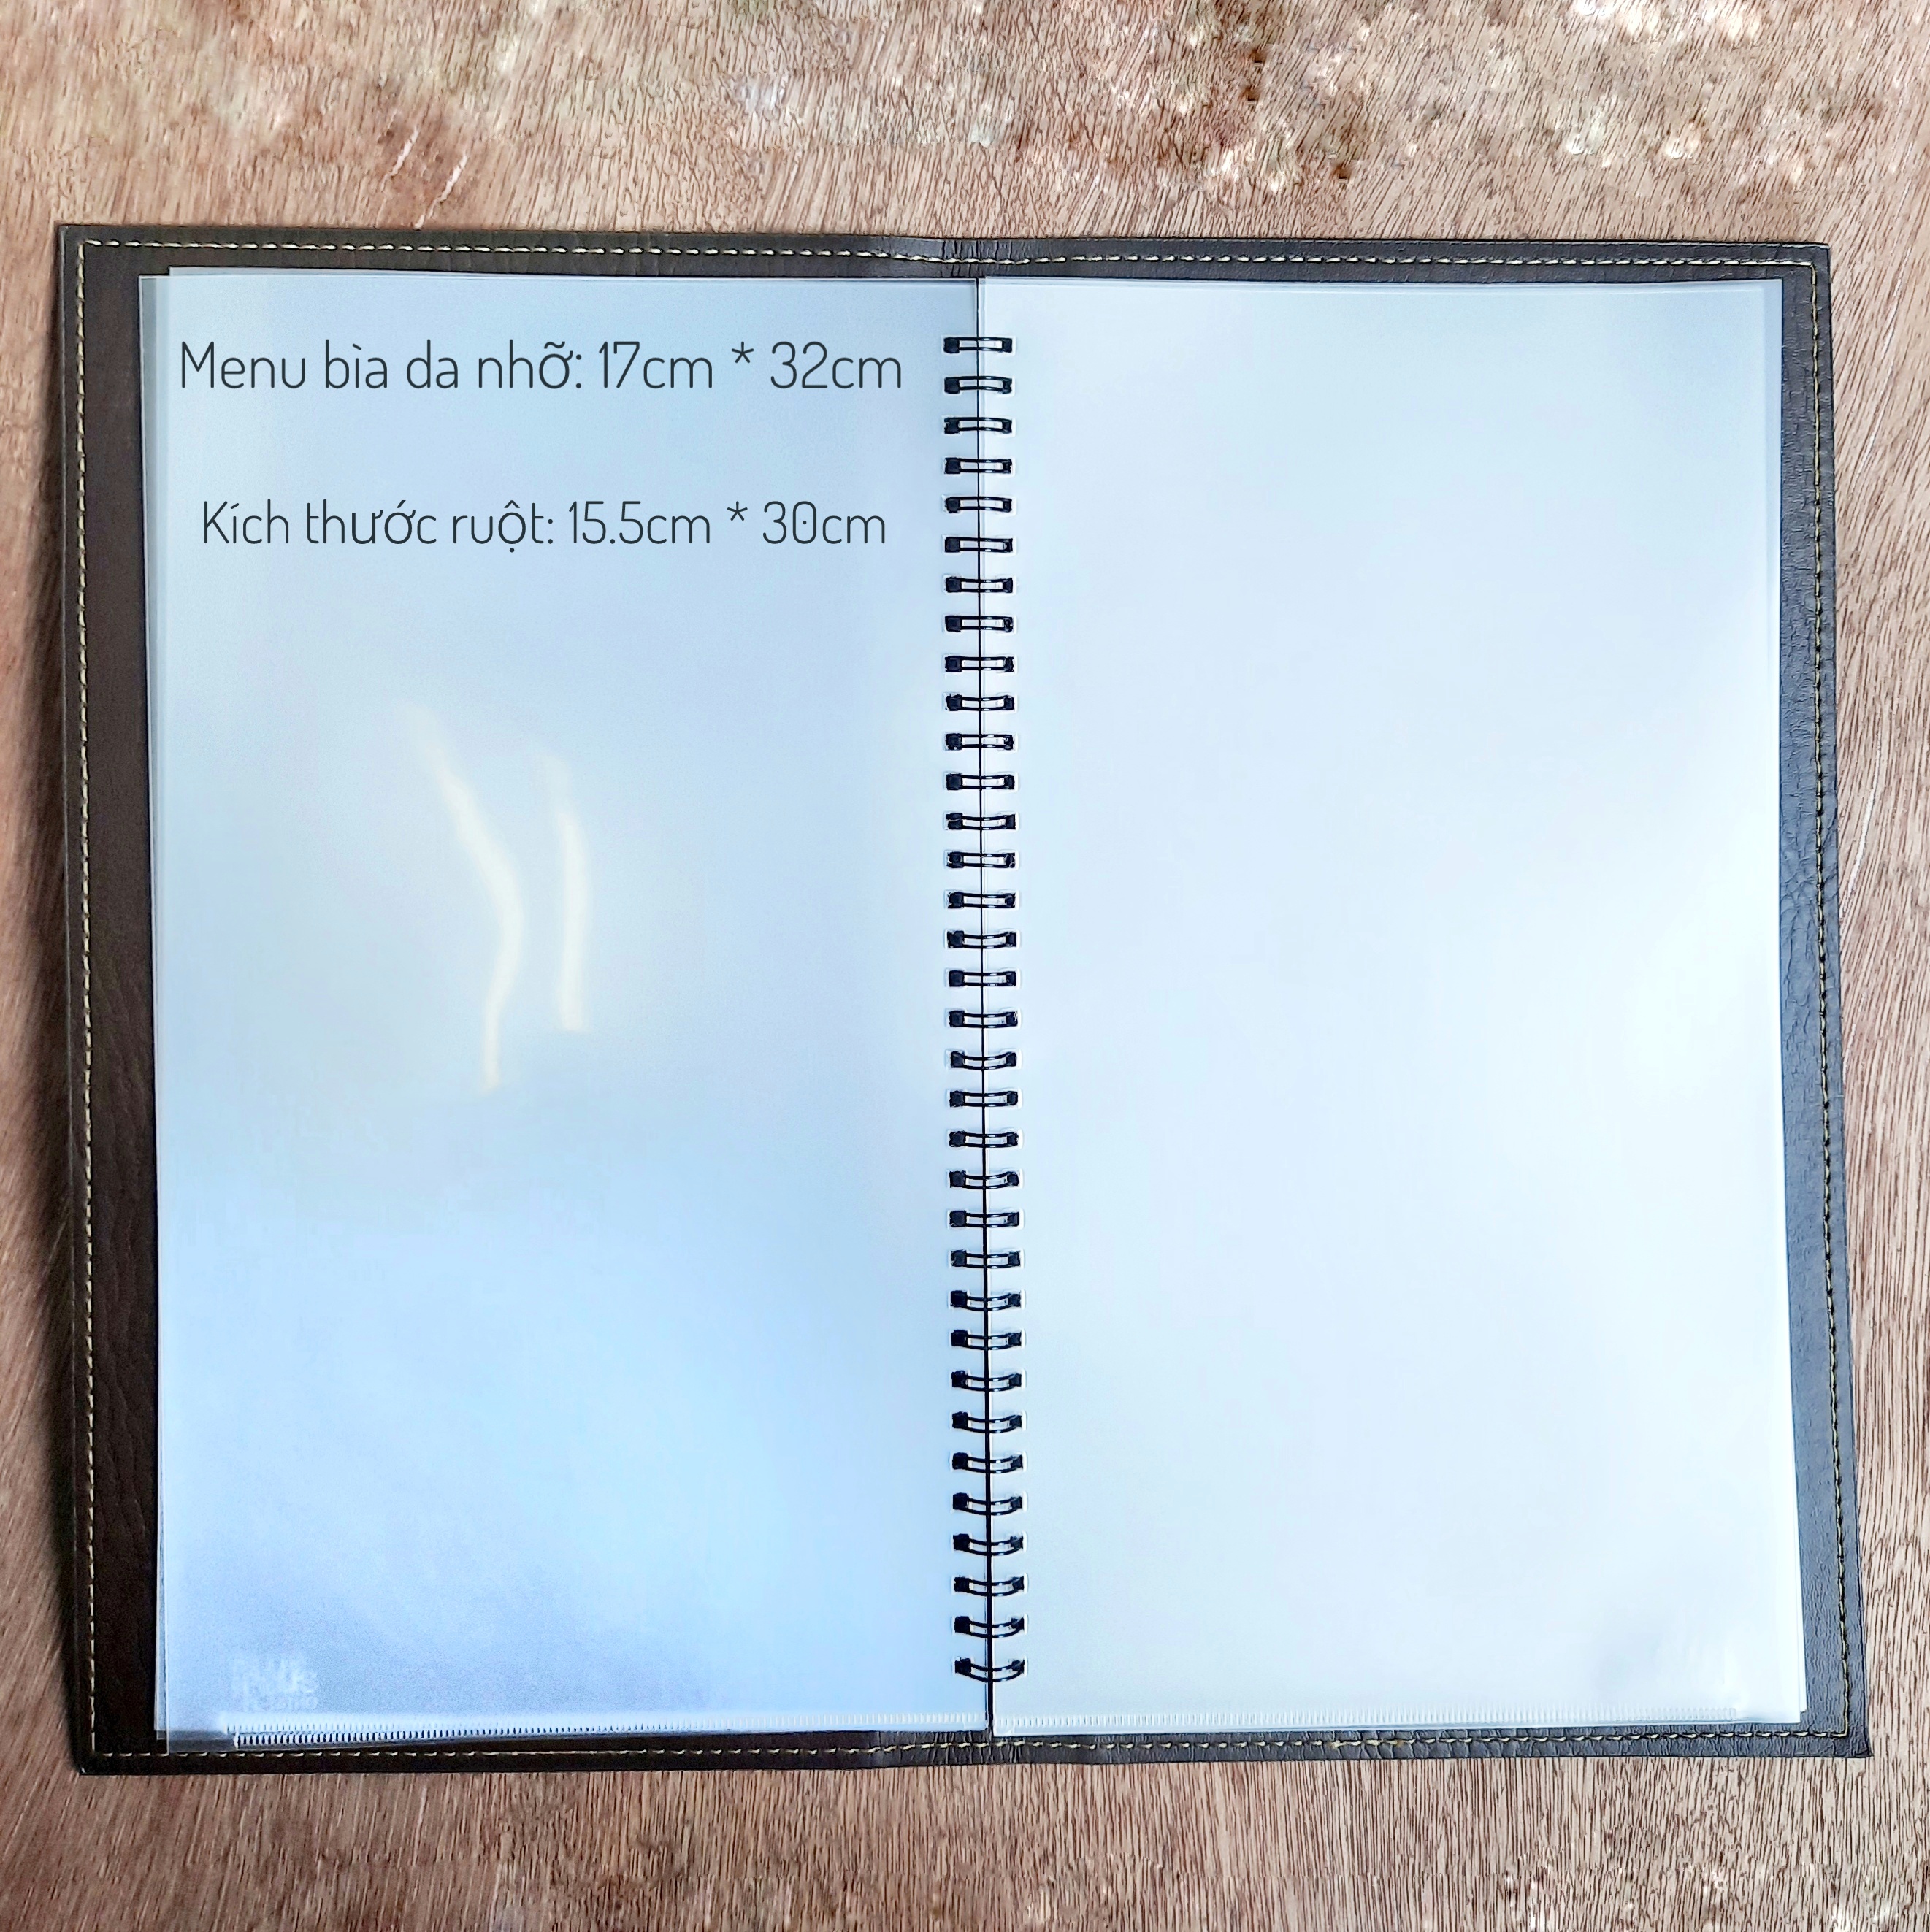 Menu bìa da nhỡ: 17cm * 32cm
Kích thước ruột: 15.5cm * 30cm